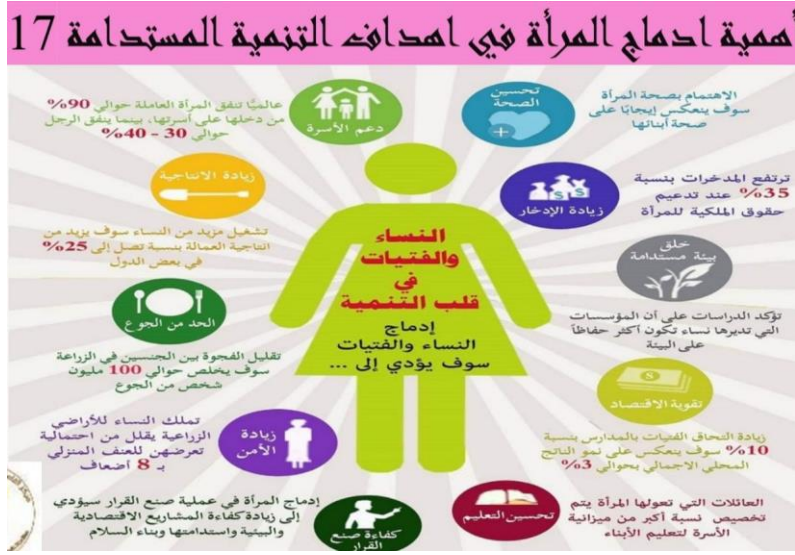 أهمية ادماج المرأة في اهداف التنمية المستدامة 17
تحسين
الصحة
الاهتمام بصحة المرأة
سوف ينعكس إيجابًا على
صحة أبنائها
دعم الأسرة
عالميًا تنفق المرأة العاملة حوالي 90%
من دخلها على أسرتها، بينما ينفق الرجل
حوالي 30 - 40%
زيادة الإدخار
ترتفع المدخرات بنسبة
35% عند تدعيم
حقوق الملكية للمرأة
زيادة الانتاجية
تشغيل مزيد من النساء سوف يزيد من
انتاجية العمالة بنسبة تصل إلى 25%
في بعض الدول
النساء
والفتيات
في
قلب التنمية
إدماج
النساء والفتيات
سوف يؤدي إلى ...
خلق
بيئة مستدامة
تؤكد الدراسات على أن المؤسسات
التي تديرها نساء تكون أكثر حفاظاً
على البيئة
الحد من الجوع
تقليل الفجوة بين الجنسين في الزراعة
سوف يخلص حوالي 100 مليون
شخص من الجوع
تقوية الاقتصاد
زيادة التحاق الفتيات بالمدارس بنسبة
10% سوف ينعكس على نمو الناتج
المحلي الاجمالي بحوالي 3%
زيادة
الأمن
تملك النساء للأراضي
الزراعية يقلل من احتمالية
تعرضهن للعنف المنزلي
بـ 8 أضعاف
تحسين التعليم
العائلات التي تعولها المرأة يتم
تخصيص نسبة أكبر من ميزانية
الأسرة لتعليم الأبناء
كفاءة صنع
القرار
إدماج المرأة في عملية صنع القرار سيؤدي
إلى زيادة كفاءة المشاريع الاقتصادية
والبيئية واستدامتها وبناء السلام